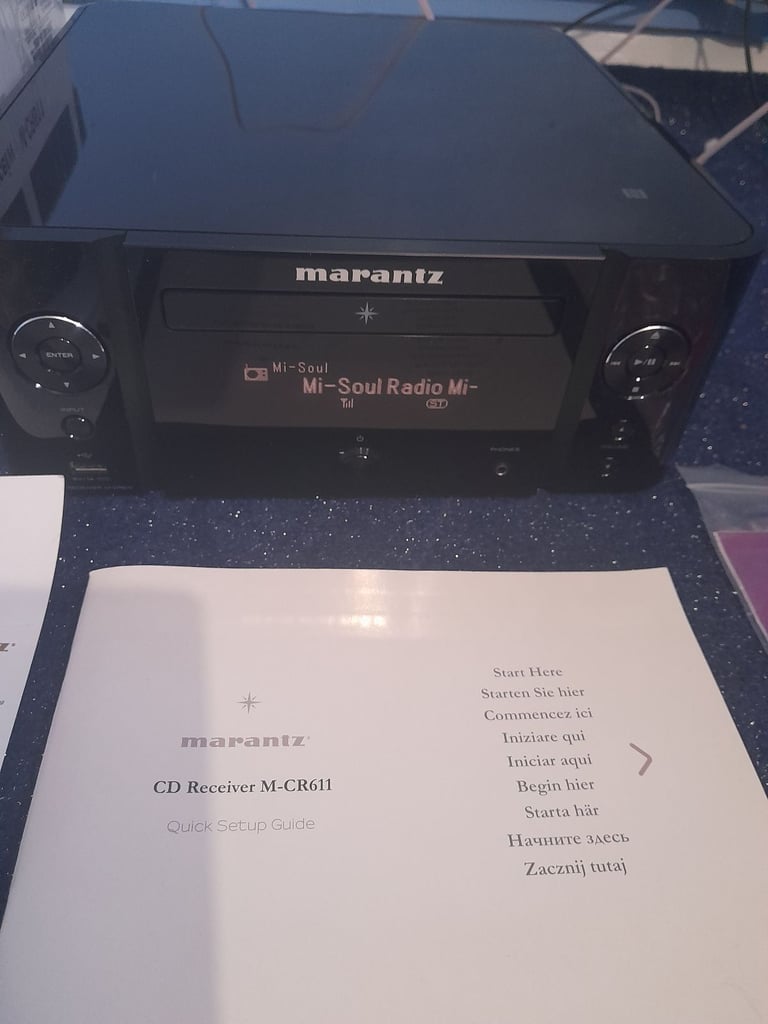 marantz
ENTER
Mi-Soul
Mi-Soul Radio Mi-
ST
INPUT
PHONES
marantz
CD Receiver M-CR611
Quick Setup Guide
Start Here
Starten Sie hier
Commencez ici
Iniziare qui
Iniciar aquí
Begin hier
Starta här
Начните здесь
Zacznij tutaj